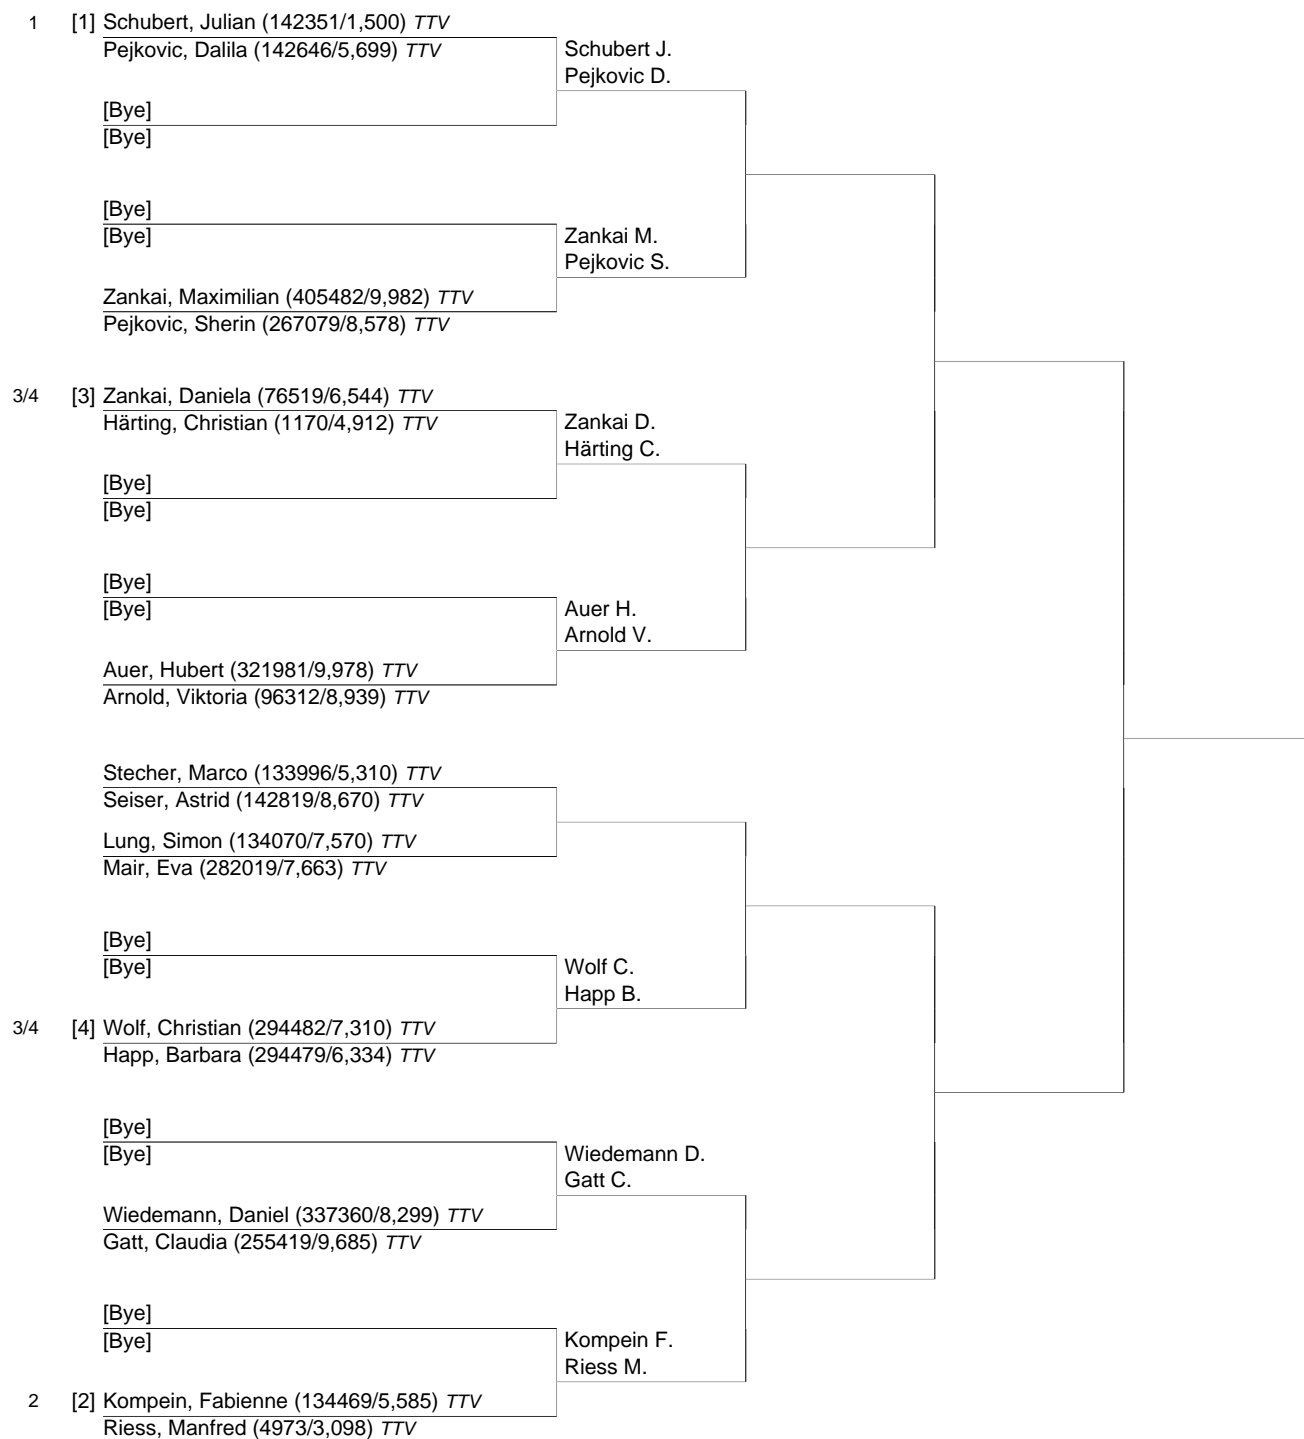 1 [1] Schubert, Julian (142351/1,500) TTV
Pejkovic, Dalila (142646/5,699) TTV
Schubert J.
Pejkovic D.
[Bye]
[Bye]
[Bye]
[Bye]
Zankai M.
Pejkovic S.
Zankai, Maximilian (405482/9,982) TTV
Pejkovic, Sherin (267079/8,578) TTV
3/4 [3] Zankai, Daniela (76519/6,544) TTV
Härting, Christian (1170/4,912) TTV
Zankai D.
Härting C.
[Bye]
[Bye]
[Bye]
[Bye]
Auer H.
Arnold V.
Auer, Hubert (321981/9,978) TTV
Arnold, Viktoria (96312/8,939) TTV
Stecher, Marco (133996/5,310) TTV
Seiser, Astrid (142819/8,670) TTV
Lung, Simon (134070/7,570) TTV
Mair, Eva (282019/7,663) TTV
[Bye]
[Bye]
Wolf C.
Happ B.
3/4 [4] Wolf, Christian (294482/7,310) TTV
Happ, Barbara (294479/6,334) TTV
[Bye]
[Bye]
Wiedemann D.
Gatt C.
Wiedemann, Daniel (337360/8,299) TTV
Gatt, Claudia (255419/9,685) TTV
[Bye]
[Bye]
Kompein F.
Riess M.
2 [2] Kompein, Fabienne (134469/5,585) TTV
Riess, Manfred (4973/3,098) TTV